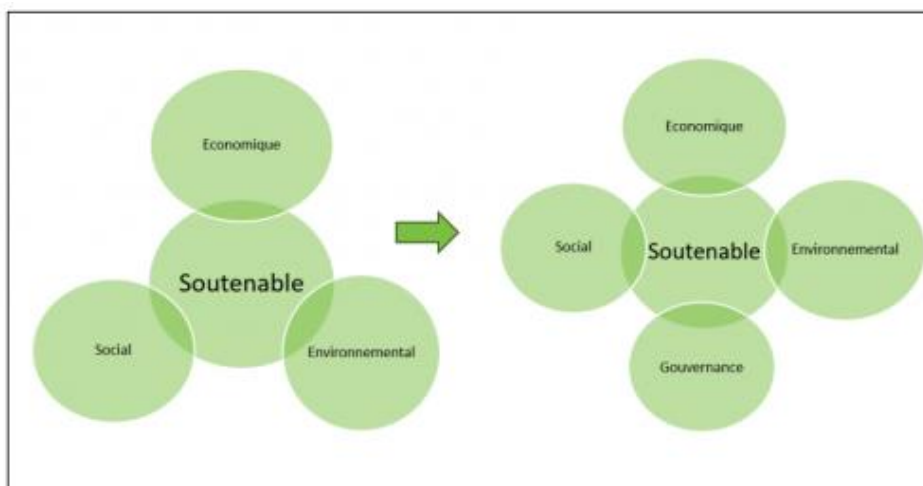 Economique
Soutenable
Social
Environnemental
Economique
Social
Soutenable
Environnemental
Gouvernance